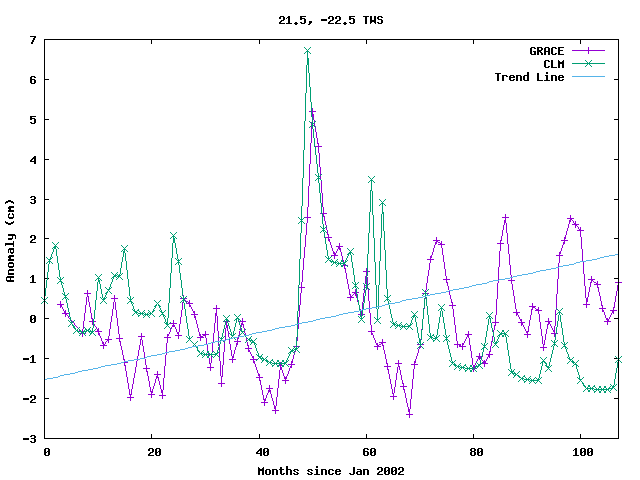 21.5, -22.5 TWS
GRACE
CLM
Trend Line
7
6
5
4
3
2
1
0
-1
-2
-3
Anomaly (cm)
0 20 40 60 80 100
Months since Jan 2002